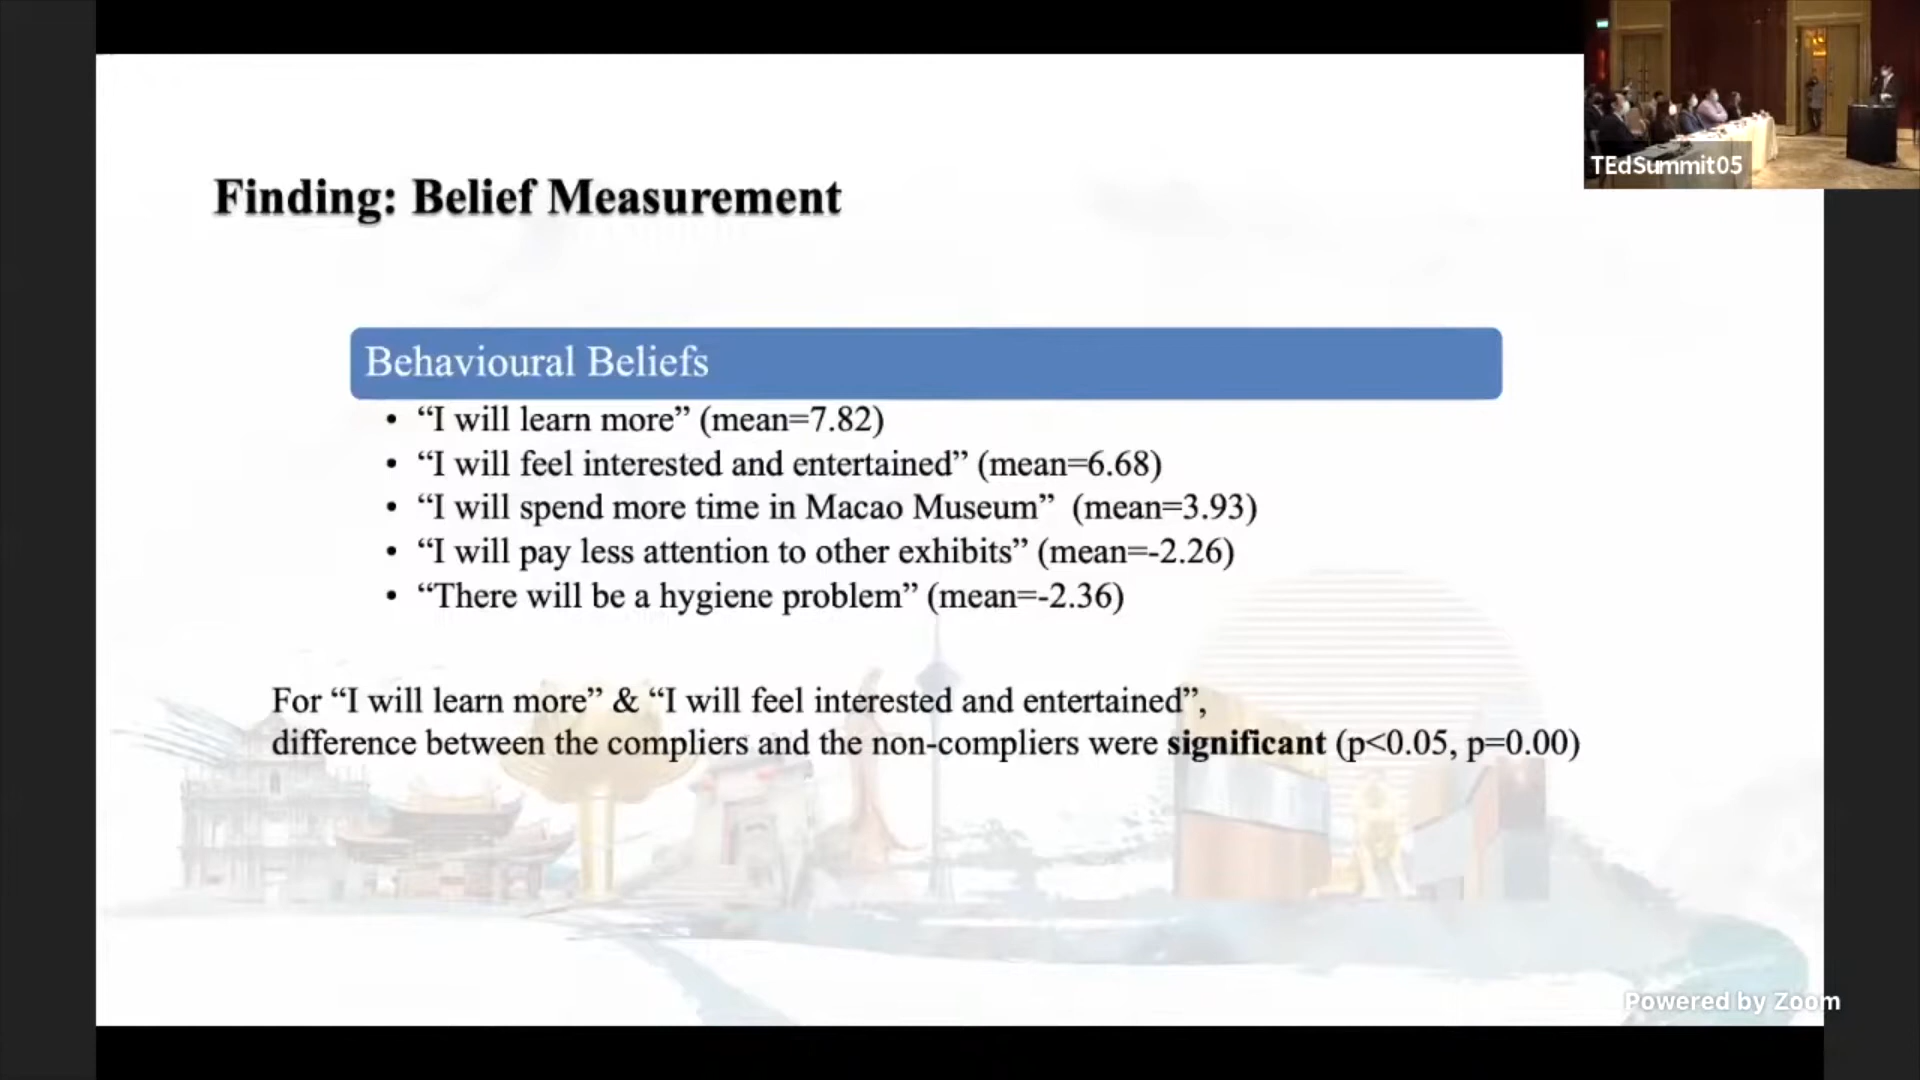 TEdSummit05
Finding: Belief Measurement
Behavioural Beliefs
• “I will learn more” (mean=7.82)
• “I will feel interested and entertained” (mean=6.68)
• “I will spend more time in Macao Museum” (mean=3.93)
• “I will pay less attention to other exhibits” (mean=-2.26)
• “There will be a hygiene problem” (mean=-2.36)
For “I will learn more” & “I will feel interested and entertained”,
difference between the compliers and the non-compliers were significant (p<0.05, p=0.00)
Powered by Zoom